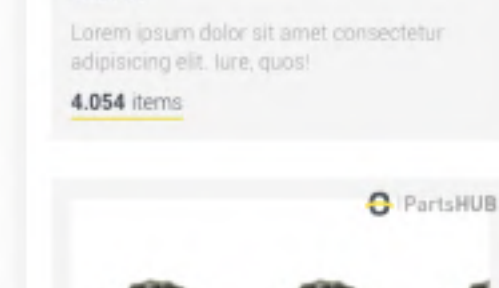 Lorem ipsum dolor sit amet consectetur
adipisicing elit. Iure, quos!
4.054 items
PartsHUB